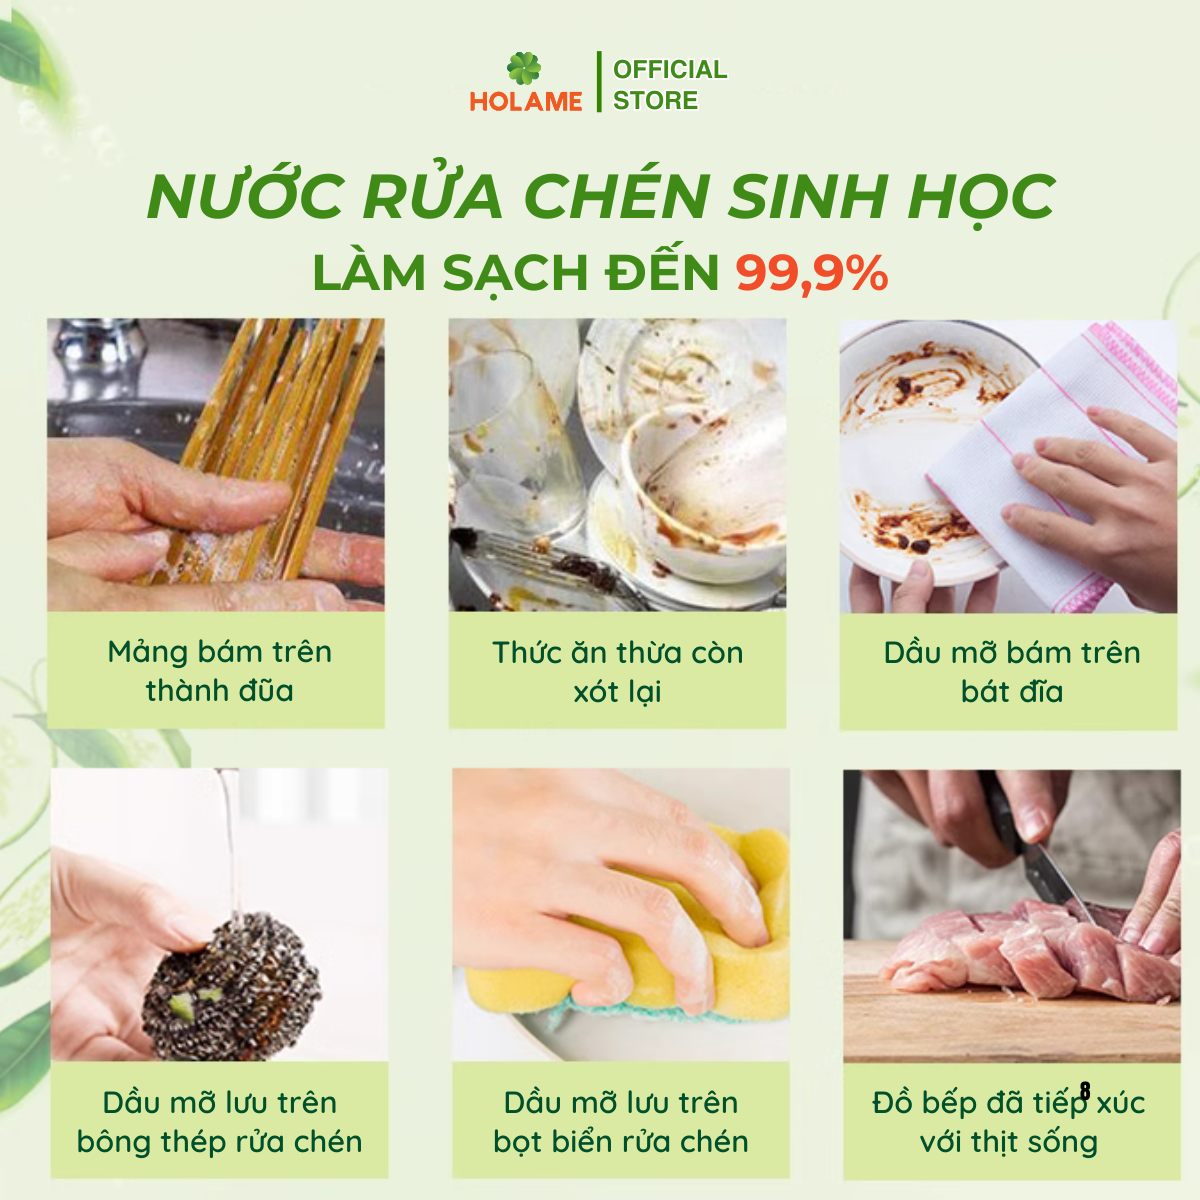 HOLAME
OFFICIAL
STORE
NƯỚC RỬA CHÉN SINH HỌC
LÀM SẠCH ĐẾN 99,9%
Mảng bám trên
thành đũa
Thức ăn thừa còn
xót lại
Dầu mỡ bám trên
bát đĩa
Dầu mỡ lưu trên
bông thép rửa chén
Dầu mỡ lưu trên
bọt biển rửa chén
8
Đồ bếp đã tiếp xúc
với thịt sống